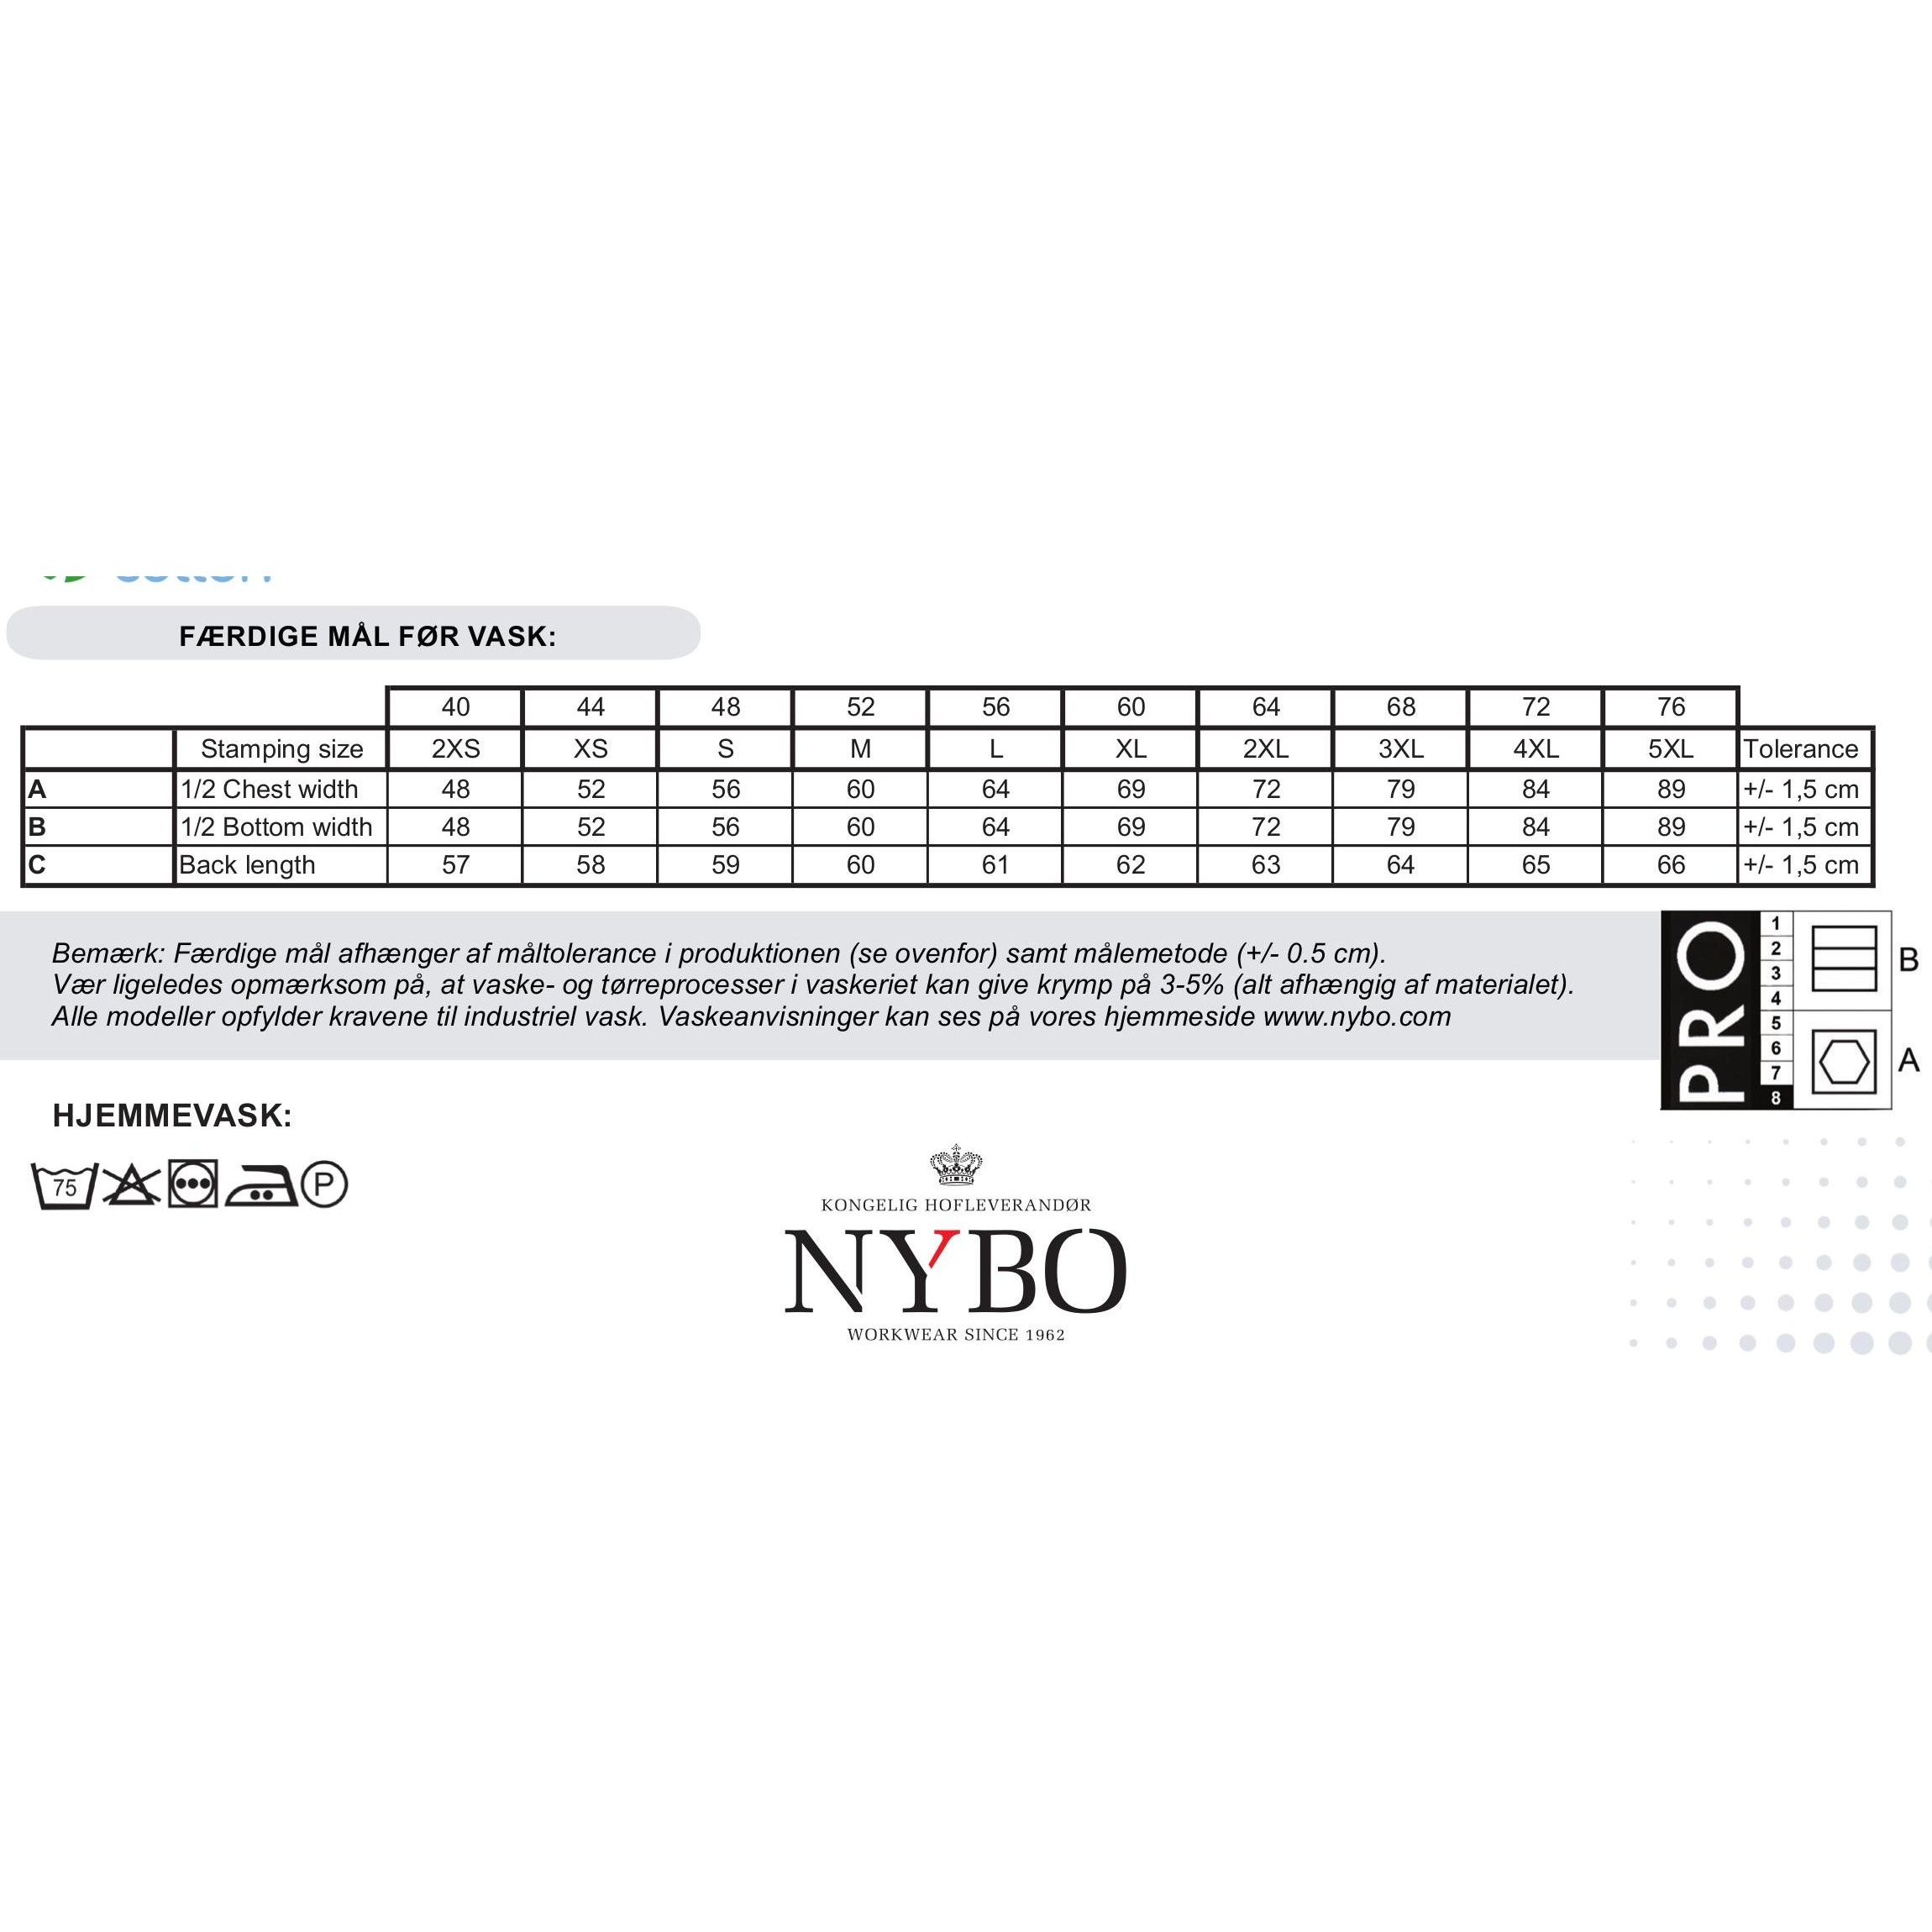 FÆRDIGE MÅL FØR VASK:
40 44 48 52 56 60 64 68 72 76
Stamping size 2XS XS S M L XL 2XL 3XL 4XL 5XL Tolerance
A 1/2 Chest width 48 52 56 60 64 69 72 79 84 89 +/- 1,5 cm
B 1/2 Bottom width 48 52 56 60 64 69 72 79 84 89 +/- 1,5 cm
C Back length 57 58 59 60 61 62 63 64 65 66 +/- 1,5 cm
Bemærk: Færdige mål afhænger af måltolerance i produktionen (se ovenfor) samt målemetode (+/- 0.5 cm).
Vær ligeledes opmærksom på, at vaske- og tørreprocesser i vaskeriet kan give krymp på 3-5% (alt afhængig af materialet).
Alle modeller opfylder kravene til industriel vask. Vaskeanvisninger kan ses på vores hjemmeside www.nybo.com
PRO
1
2
3
4
5
6
7
8
B
A
HJEMMEVASK:
75
P
KONGELIG HOFLEVERANDØR
NYBO
WORKWEAR SINCE 1962